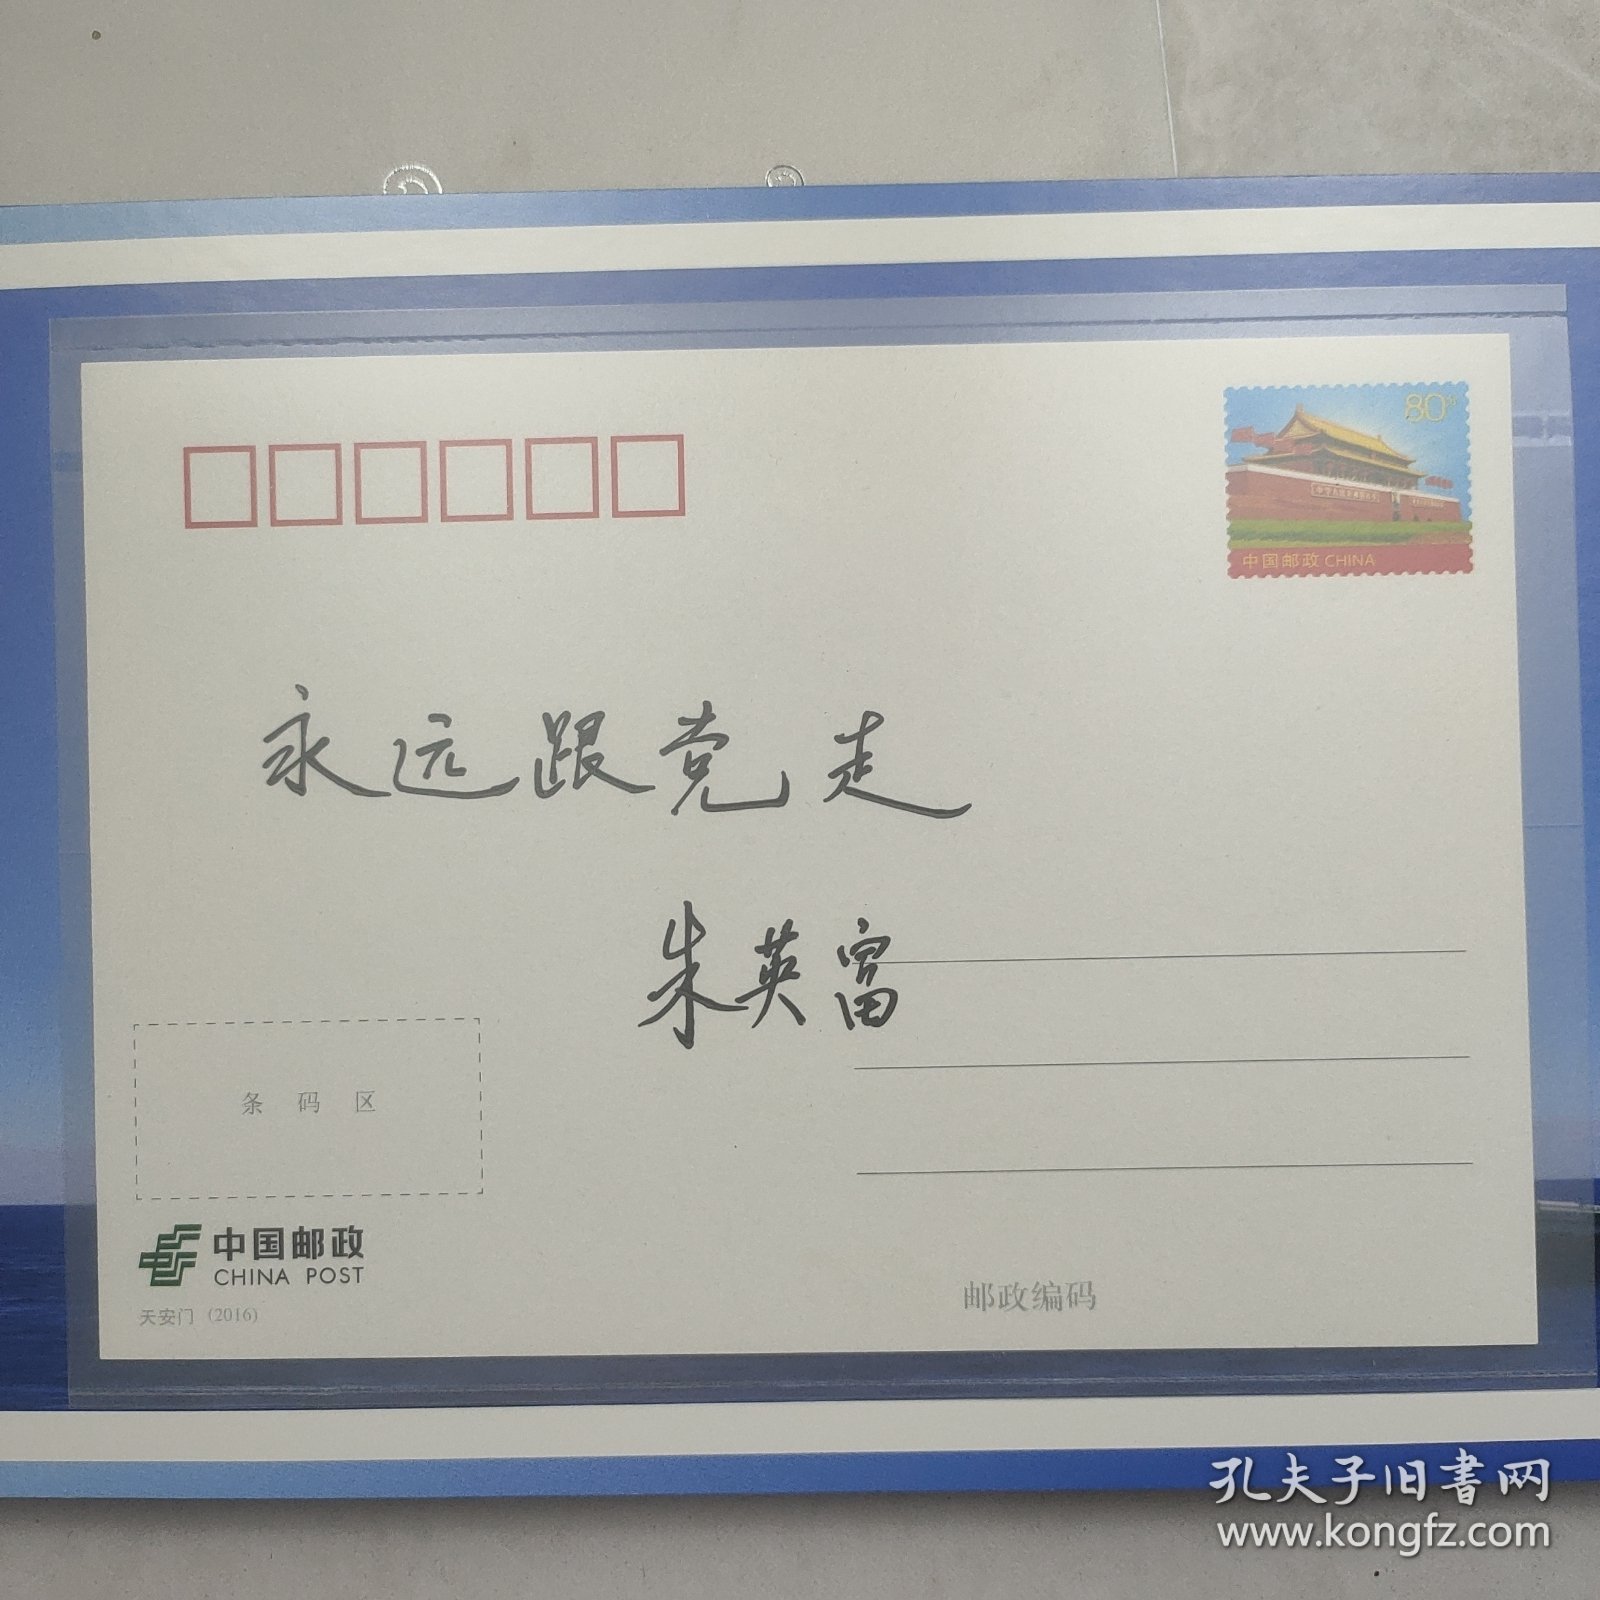 80分
中国邮政 CHINA
永远跟党走
朱英富
条码区
中国邮政
CHINA POST
天安门 (2016)
邮政编码
孔夫子旧书网
www.kongfz.com